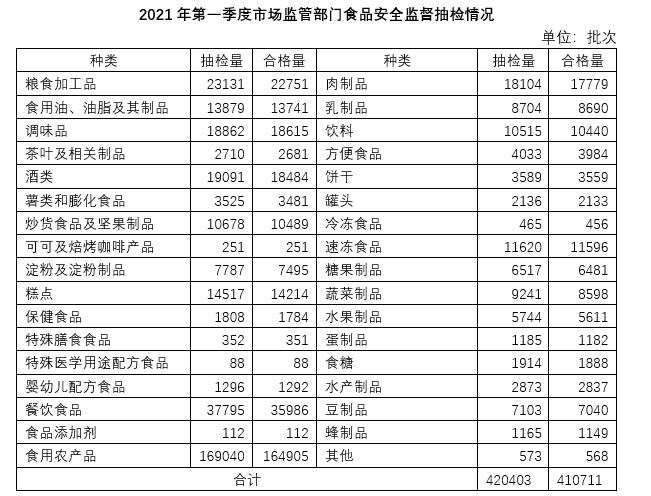 2021 年第一季度市场监管部门食品安全监督抽检情况
单位：批次
种类 抽检量 合格量 种类 抽检量 合格量
粮食加工品 23131 22751 肉制品 18104 17779
食用油、油脂及其制品 13879 13741 乳制品 8704 8690
调味品 18862 18615 饮料 10515 10440
茶叶及相关制品 2710 2681 方便食品 4033 3984
酒类 19091 18484 饼干 3589 3559
薯类和膨化食品 3525 3481 罐头 2136 2133
炒货食品及坚果制品 10678 10489 冷冻食品 465 456
可可及焙烤咖啡产品 251 251 速冻食品 11620 11596
淀粉及淀粉制品 7787 7495 糖果制品 6517 6481
糕点 14517 14214 蔬菜制品 9241 8598
保健食品 1808 1784 水果制品 5744 5611
特殊膳食食品 352 351 蛋制品 1185 1182
特殊医学用途配方食品 88 88 食糖 1914 1888
婴幼儿配方食品 1296 1292 水产制品 2873 2837
餐饮食品 37795 35986 豆制品 7103 7040
食品添加剂 112 112 蜂制品 1165 1149
食用农产品 169040 164905 其他 573 568
合计 420403 410711